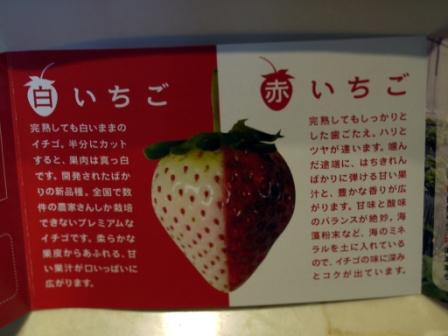 白いちご
完熟しても白いままの
イチゴ。半分にカット
すると、果肉は真っ白
です。開発されたばか
りの新品種。全国で数
件の農家さんしか栽培
できないプレミアムな
イチゴです。柔らかな
果皮からあふれる、甘
い果汁が口いっぱいに
広がります。
赤いちご
完熟してもしっかりと
した歯ごたえ。ハリと
ツヤが違います。噛ん
だ途端に、はちきれん
ばかりに弾ける甘い果
汁と、豊かな香りが広
がります。甘味と酸味
のバランスが絶妙。海
藻粉末など、海のミネ
ラルを土に入れている
ので、イチゴの味に深み
とコクが出ています。